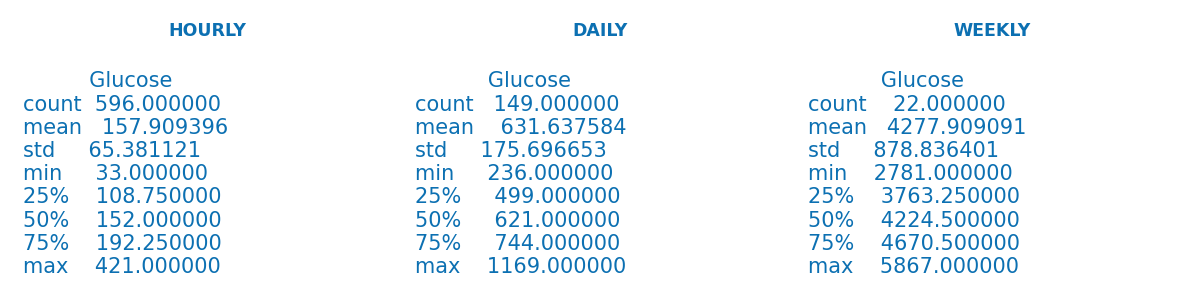 HOURLY DAILY WEEKLY
Glucose Glucose Glucose
count 596.000000 count 149.000000 count 22.000000
mean 157.909396 mean 631.637584 mean 4277.909091
std 65.381121 std 175.696653 std 878.836401
min 33.000000 min 236.000000 min 2781.000000
25% 108.750000 25% 499.000000 25% 3763.250000
50% 152.000000 50% 621.000000 50% 4224.500000
75% 192.250000 75% 744.000000 75% 4670.500000
max 421.000000 max 1169.000000 max 5867.000000